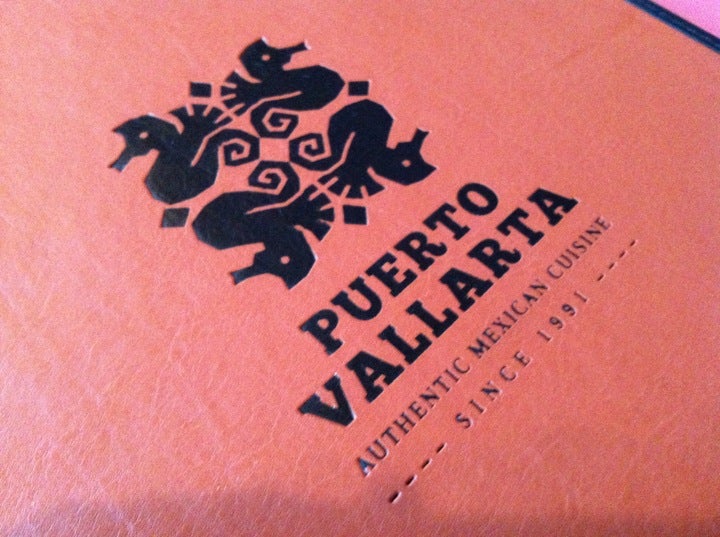 PUERTO
VALLARTA
AUTHENTIC MEXICAN CUISINE
---- SINCE 1991 ----